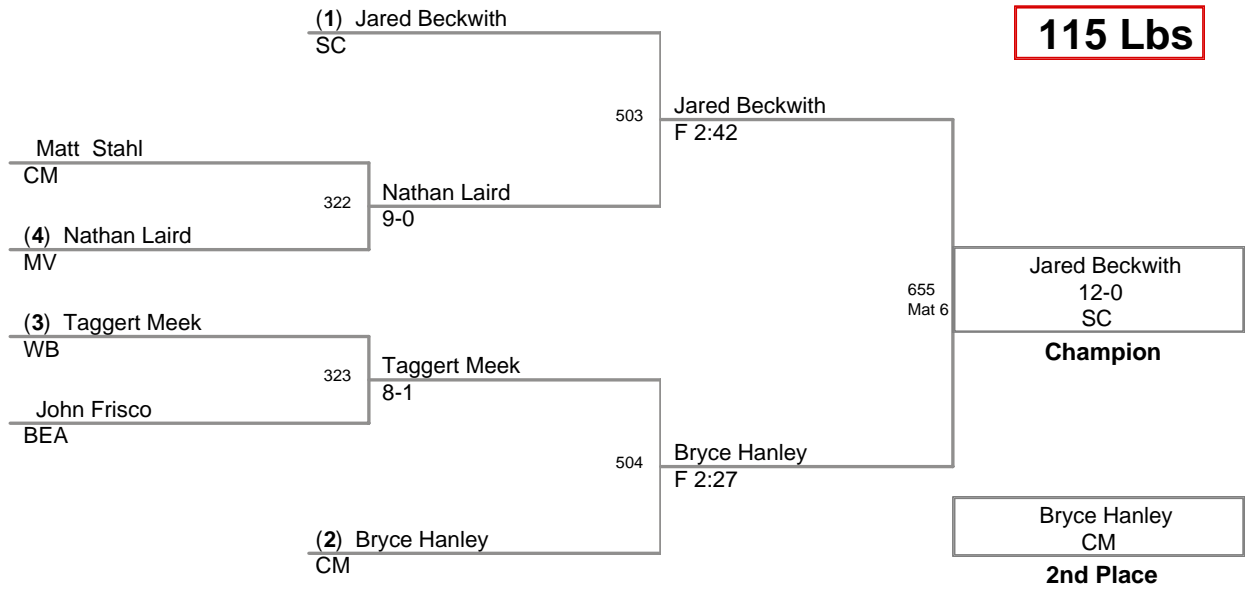 (1) Jared Beckwith
SC
115 Lbs
503
Jared Beckwith
F 2:42
Matt Stahl
CM
322
Nathan Laird
9-0
(4) Nathan Laird
MV
655
Mat 6
Jared Beckwith
12-0
SC
Champion
(3) Taggert Meek
WB
323
Taggert Meek
8-1
John Frisco
BEA
504
Bryce Hanley
F 2:27
(2) Bryce Hanley
CM
Bryce Hanley
CM
2nd Place